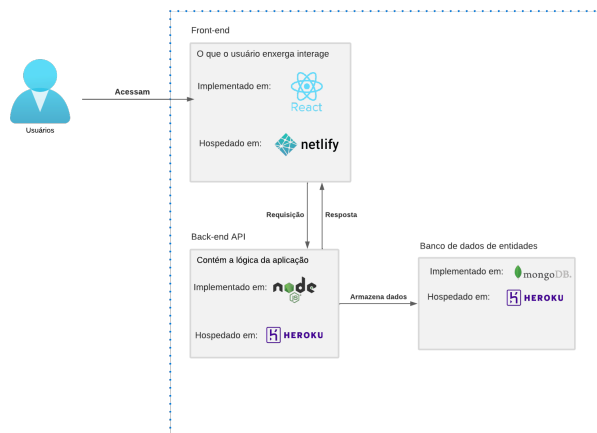 Front-end
O que o usuário enxerga interage
Implementado em:
React
Acessam
Usuários
Hospedado em:
netlify
Requisição
Resposta
Back-end API
Contém a lógica da aplicação
Implementado em:
node
JS
Hospedado em:
HEROKU
Armazena dados
Banco de dados de entidades
Implementado em:
mongoDB.
Hospedado em:
HEROKU